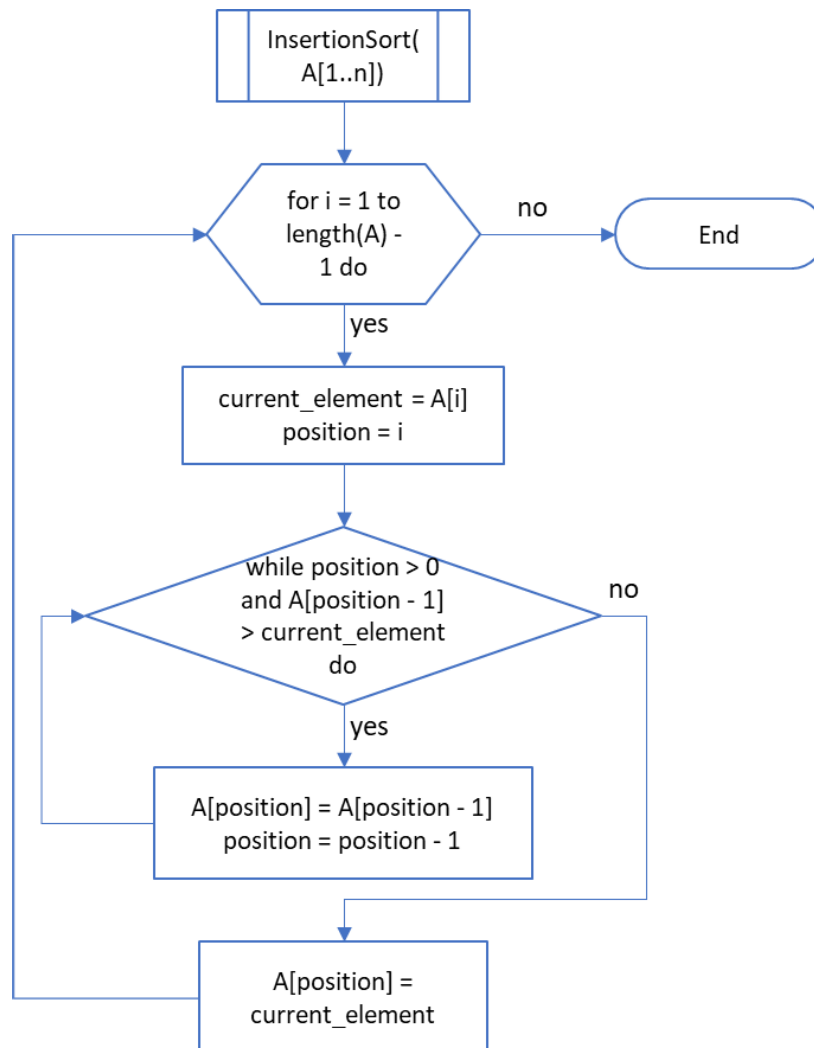 InsertionSort(
A[1..n])
for i = 1 to
length(A) -
1 do
no
End
yes
current_element = A[i]
position = i
while position > 0
and A[position - 1]
> current_element
do
no
yes
A[position] = A[position - 1]
position = position - 1
A[position] =
current_element